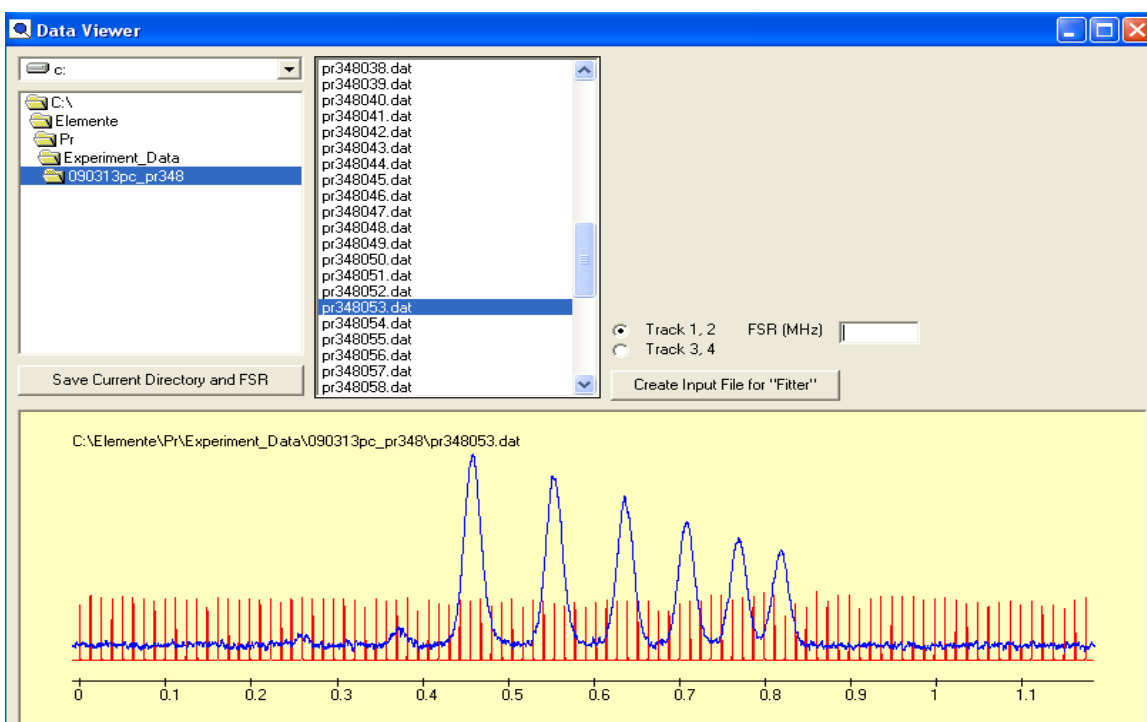 Data Viewer
c:
C:\
Elemente
Pr
Experiment_Data
090313pc_pr348
Save Current Directory and FSR
pr348038.dat
pr348039.dat
pr348040.dat
pr348041.dat
pr348042.dat
pr348043.dat
pr348044.dat
pr348045.dat
pr348046.dat
pr348047.dat
pr348048.dat
pr348049.dat
pr348050.dat
pr348051.dat
pr348052.dat
pr348053.dat
pr348054.dat
pr348055.dat
pr348056.dat
pr348057.dat
pr348058.dat
Track 1, 2 FSR (MHz)
Track 3, 4
Create Input File for "Fitter"
C:\Elemente\Pr\Experiment_Data\090313pc_pr348\pr348053.dat
0 0.1 0.2 0.3 0.4 0.5 0.6 0.7 0.8 0.9 1 1.1